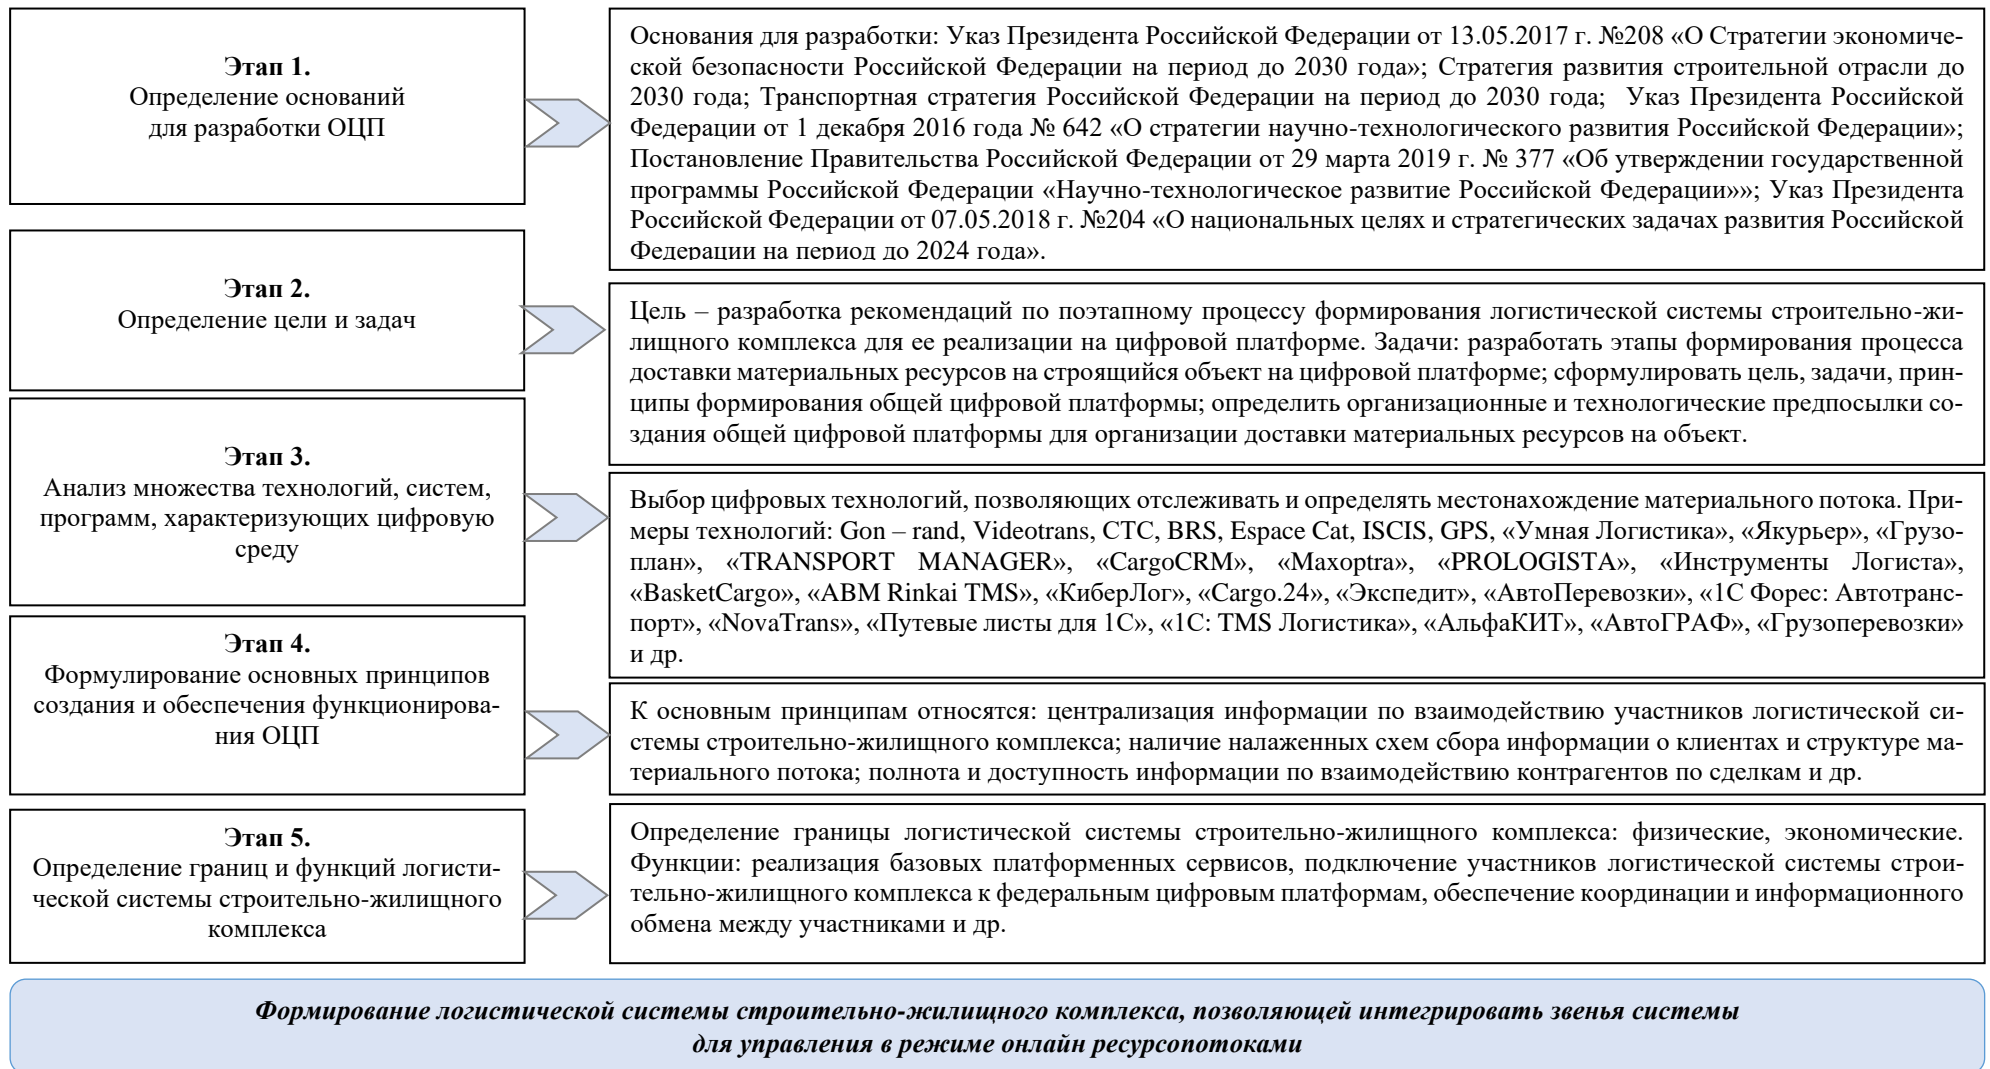 Этап 1.
Определение оснований
для разработки ОЦП
Основания для разработки: Указ Президента Российской Федерации от 13.05.2017 г. №208 «О Стратегии экономиче-
ской безопасности Российской Федерации на период до 2030 года»; Стратегия развития строительной отрасли до
2030 года; Транспортная стратегия Российской Федерации на период до 2030 года; Указ Президента Российской
Федерации от 1 декабря 2016 года № 642 «О стратегии научно-технологического развития Российской Федерации»;
Постановление Правительства Российской Федерации от 29 марта 2019 г. № 377 «Об утверждении государственной
программы Российской Федерации «Научно-технологическое развитие Российской Федерации»»; Указ Президента
Российской Федерации от 07.05.2018 г. №204 «О национальных целях и стратегических задачах развития Российской
Федерации на период до 2024 года».
Этап 2.
Определение цели и задач
Цель – разработка рекомендаций по поэтапному процессу формирования логистической системы строительно-жи-
лищного комплекса для ее реализации на цифровой платформе. Задачи: разработать этапы формирования процесса
доставки материальных ресурсов на строящийся объект на цифровой платформе; сформулировать цель, задачи, прин-
ципы формирования общей цифровой платформы; определить организационные и технологические предпосылки со-
здания общей цифровой платформы для организации доставки материальных ресурсов на объект.
Этап 3.
Анализ множества технологий, систем,
программ, характеризующих цифровую
среду
Выбор цифровых технологий, позволяющих отслеживать и определять местонахождение материального потока. При-
меры технологий: Gon – rand, Videotrans, CTC, BRS, Espace Cat, ISCIS, GPS, «Умная Логистика», «Якурьер», «Грузо-
план», «TRANSPORT MANAGER», «CargoCRM», «Maxoptra», «PROLOGISTA», «Инструменты Логиста»,
«BasketCargo», «ABM Rinkai TMS», «КиберЛог», «Cargo.24», «Экспедит», «АвтоПеревозки», «1С Форес: Автотранс-
порт», «NovaTrans», «Путевые листы для 1С», «1С: TMS Логистика», «АльфаКИТ», «АвтоГРАФ», «Грузоперевозки»
и др.
Этап 4.
Формулирование основных принципов
создания и обеспечения функционирова-
ния ОЦП
К основным принципам относятся: централизация информации по взаимодействию участников логистической си-
стемы строительно-жилищного комплекса; наличие налаженных схем сбора информации о клиентах и структуре ма-
териального потока; полнота и доступность информации по взаимодействию контрагентов по сделкам и др.
Этап 5.
Определение границ и функций логисти-
ческой системы строительно-жилищного
комплекса
Определение границы логистической системы строительно-жилищного комплекса: физические, экономические.
Функции: реализация базовых платформенных сервисов, подключение участников логистической системы строи-
тельно-жилищного комплекса к федеральным цифровым платформам, обеспечение координации и информационного
обмена между участниками и др.
Формирование логистической системы строительно-жилищного комплекса, позволяющей интегрировать звенья системы
для управления в режиме онлайн ресурсопотоками